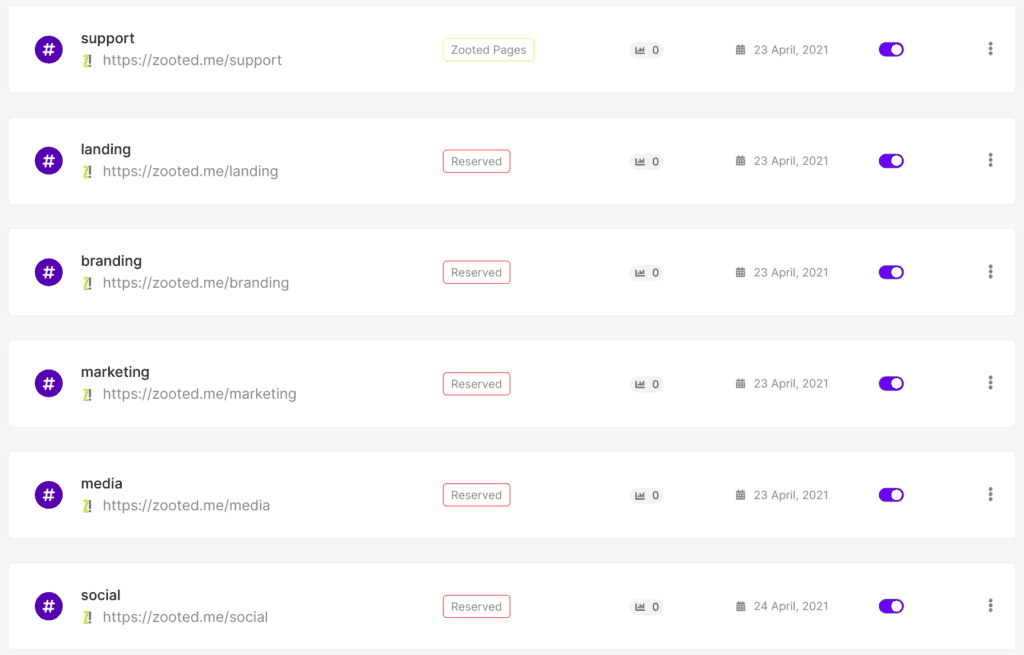 support
https://zooted.me/support
Zooted Pages
0
23 April, 2021
landing
https://zooted.me/landing
Reserved
0
23 April, 2021
branding
https://zooted.me/branding
Reserved
0
23 April, 2021
marketing
https://zooted.me/marketing
Reserved
0
23 April, 2021
media
https://zooted.me/media
Reserved
0
23 April, 2021
social
https://zooted.me/social
Reserved
0
24 April, 2021